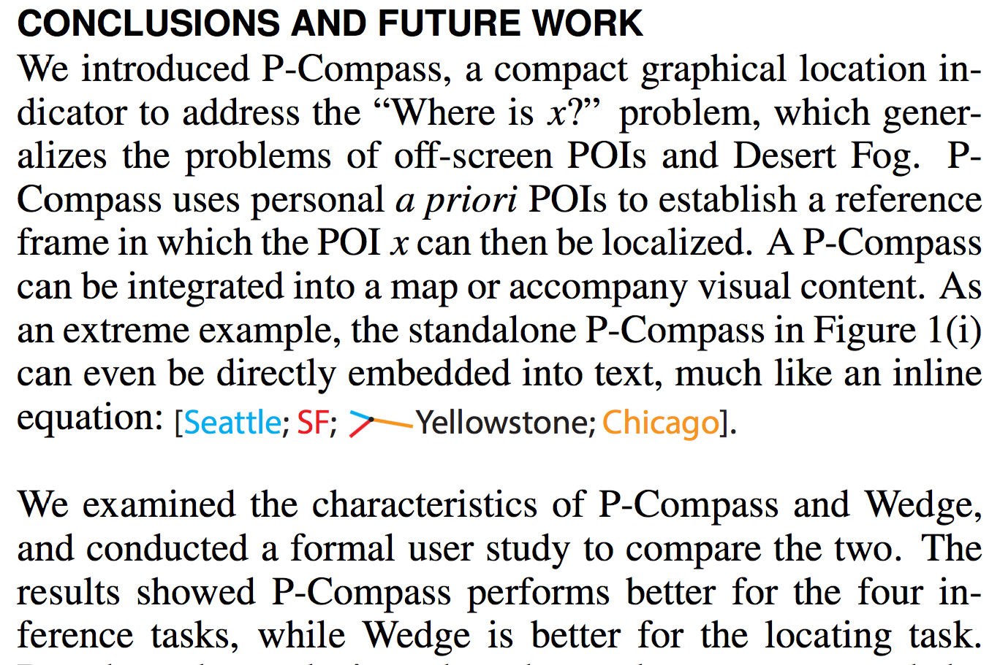 CONCLUSIONS AND FUTURE WORK
We introduced P-Compass, a compact graphical location in-
dicator to address the “Where is x?” problem, which gener-
alizes the problems of off-screen POIs and Desert Fog. P-
Compass uses personal a priori POIs to establish a reference
frame in which the POI x can then be localized. A P-Compass
can be integrated into a map or accompany visual content. As
an extreme example, the standalone P-Compass in Figure 1(i)
can even be directly embedded into text, much like an inline
equation: [Seattle; SF; Yellowstone; Chicago].
We examined the characteristics of P-Compass and Wedge,
and conducted a formal user study to compare the two. The
results showed P-Compass performs better for the four in-
ference tasks, while Wedge is better for the locating task.